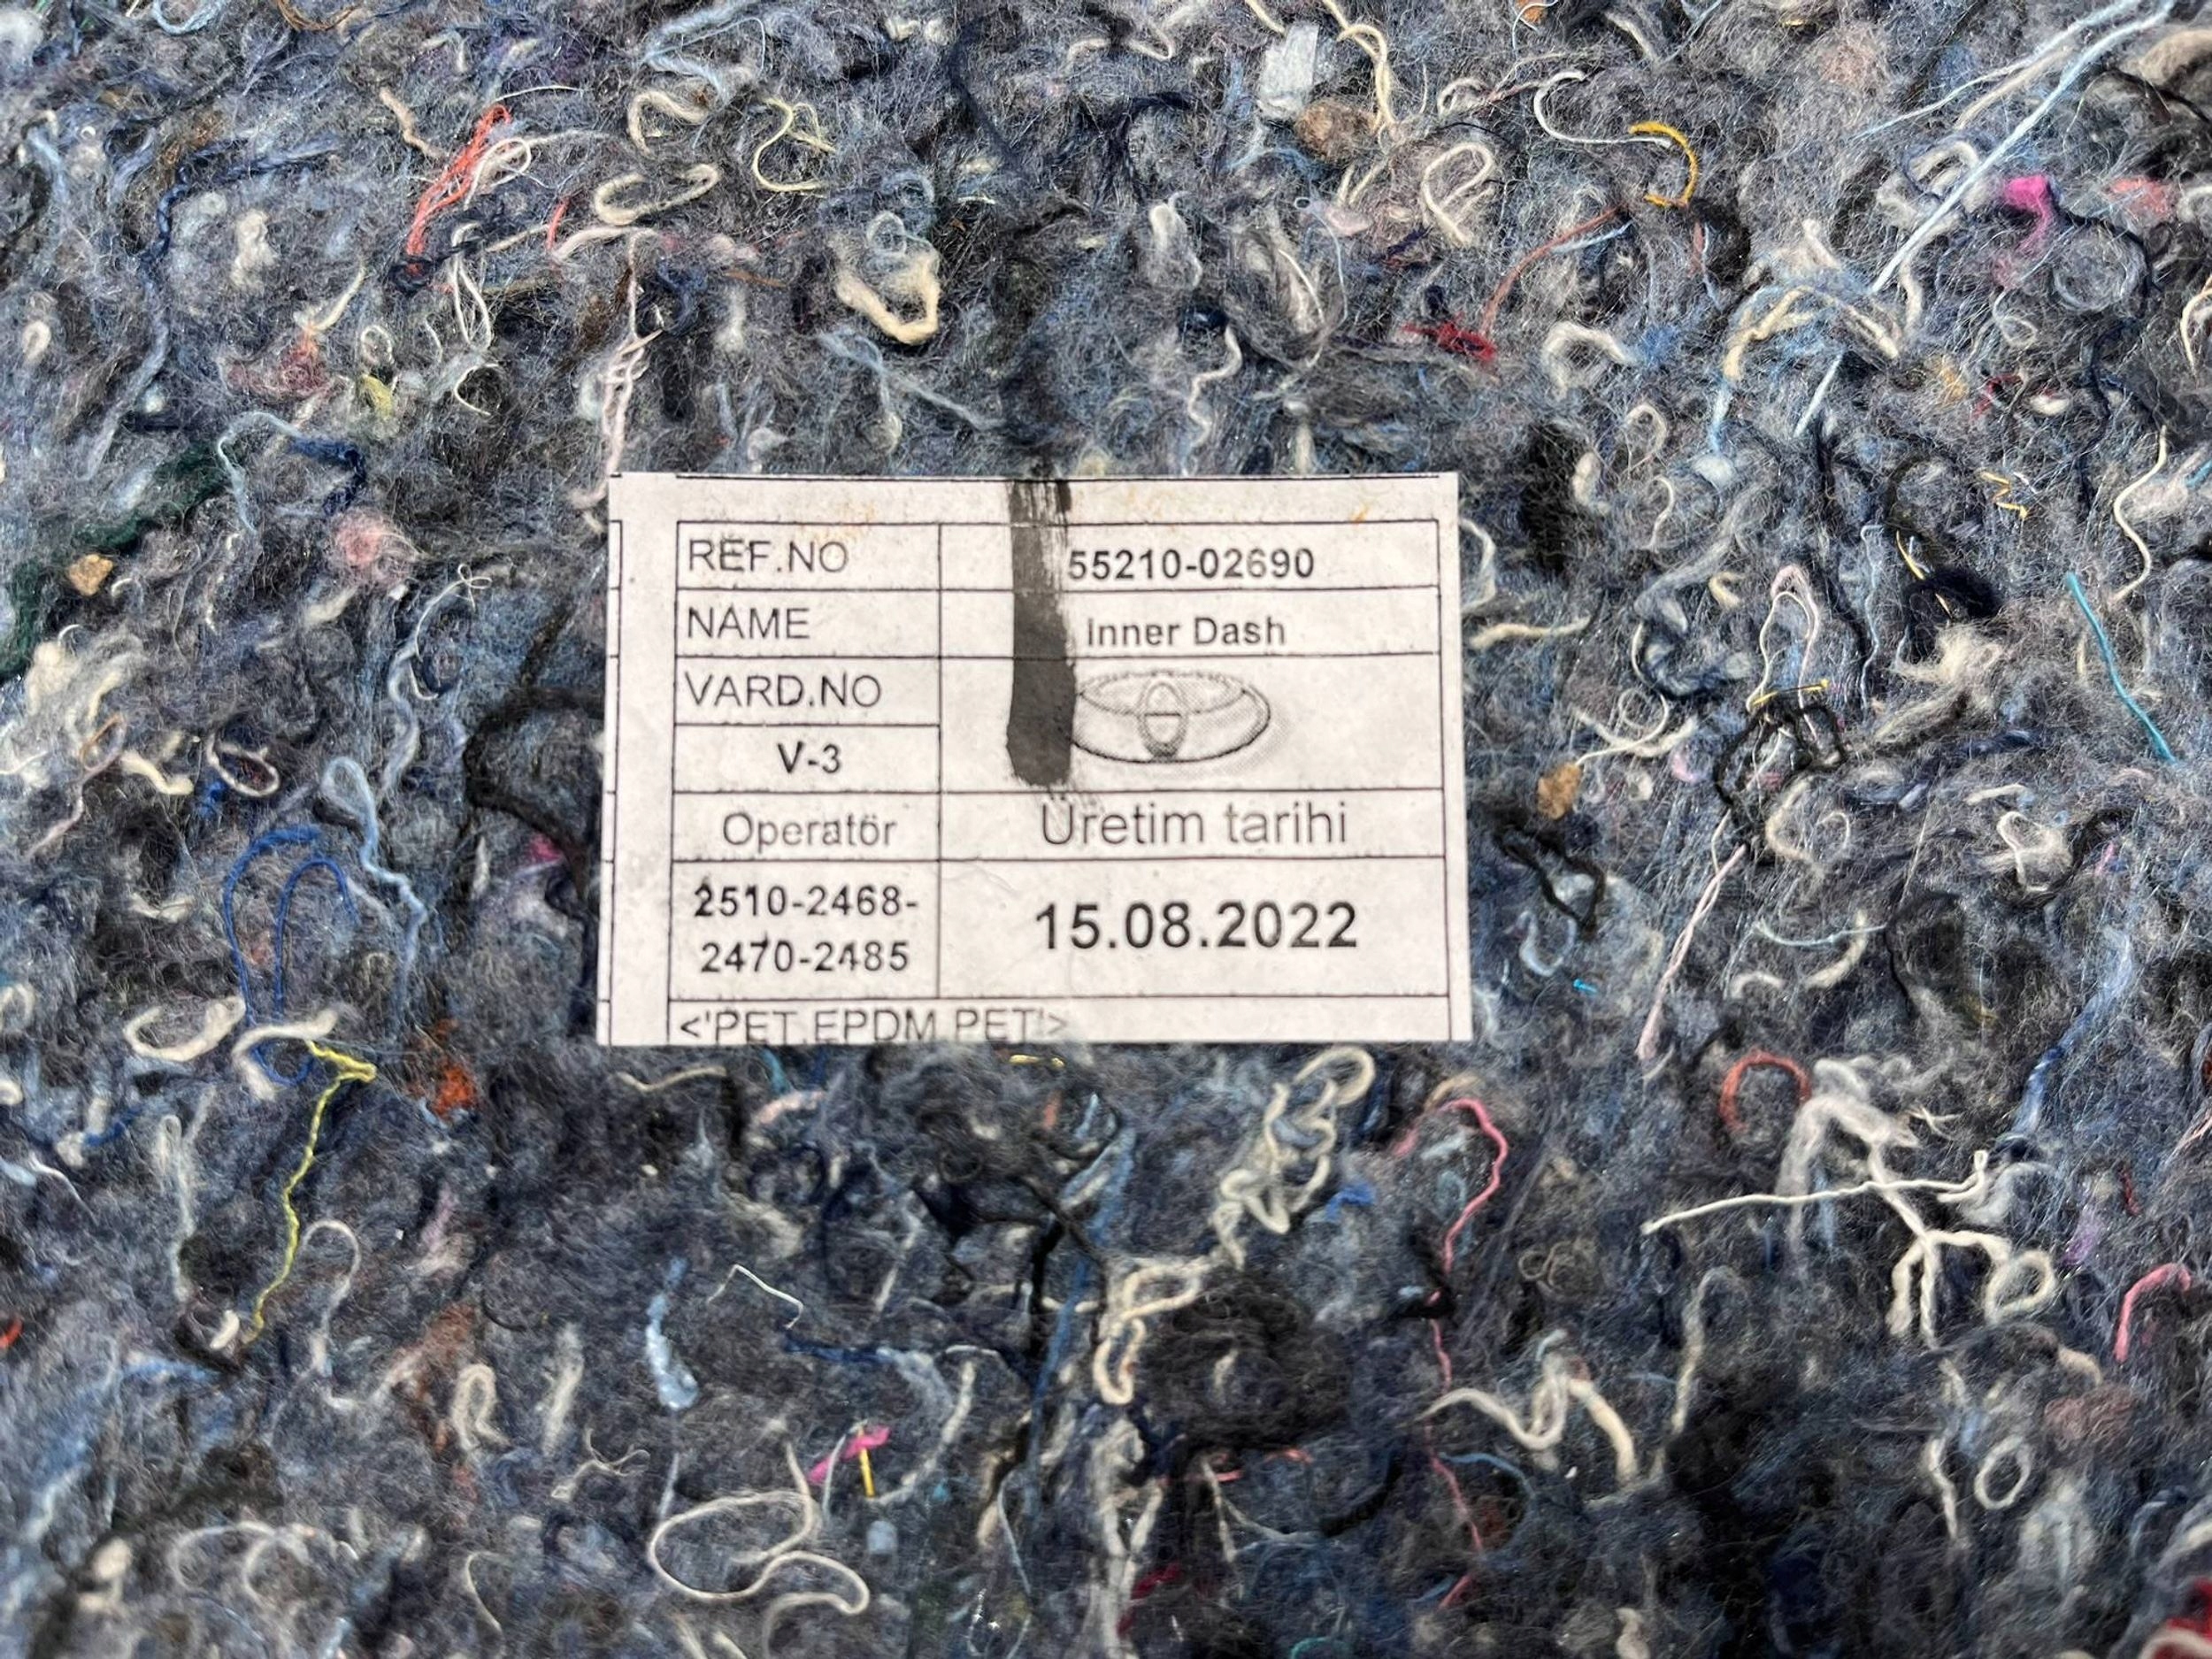 REF.NO 55210-02690
NAME Inner Dash
VARD.NO
V-3
Operatör Üretim tarihi
2510-2468-
2470-2485
15.08.2022
<'PET.EPDM.PET'>